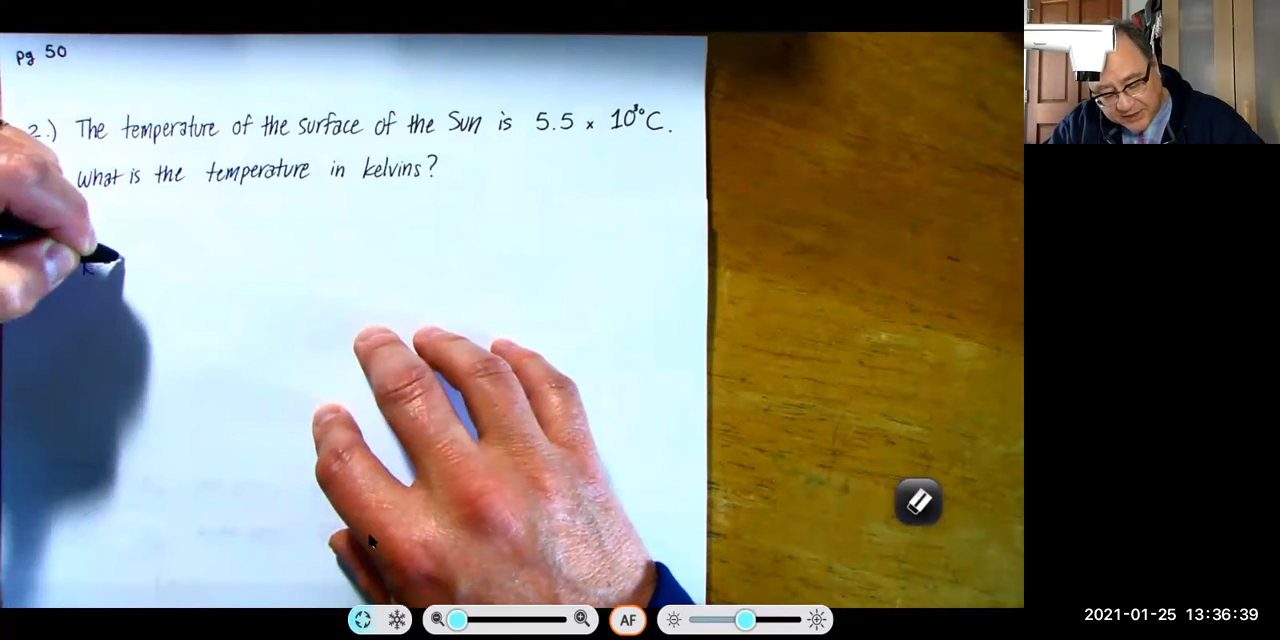 Pg 50
2.) The temperature of the surface of the Sun is 5.5 × 10³°C.
What is the temperature in kelvins?
K
AF
2021-01-25 13:36:39